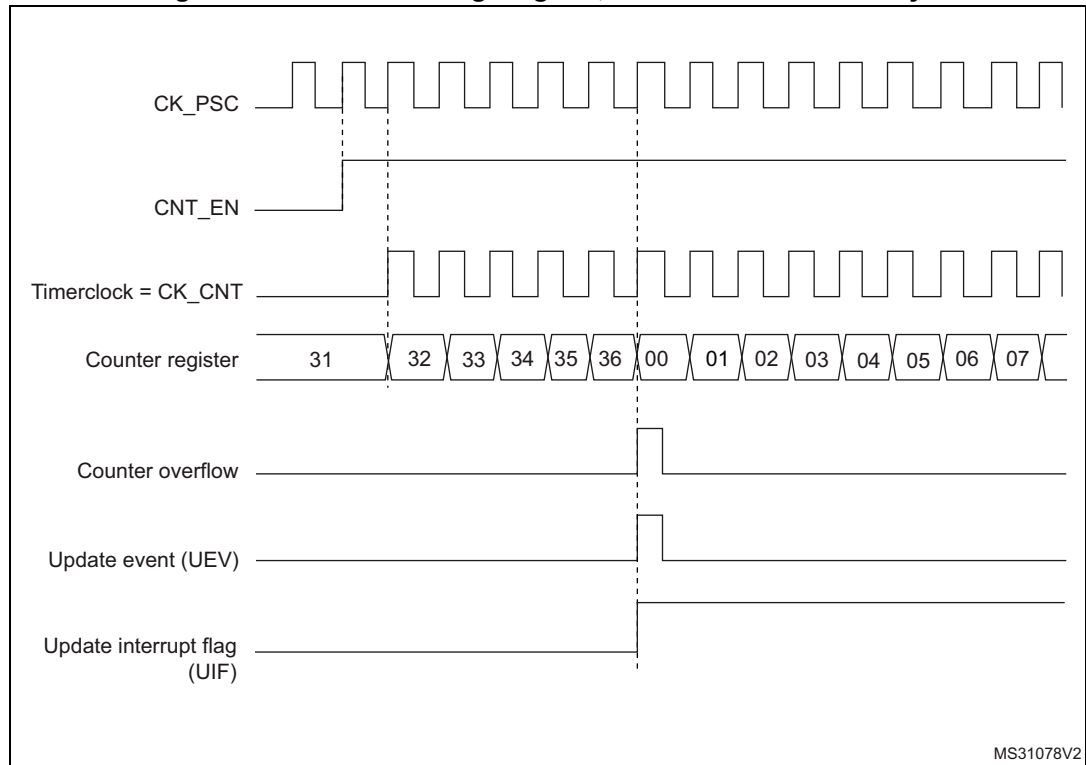 CK_PSC
CNT_EN
Timerclock = CK_CNT
Counter register 31 32 33 34 35 36 00 01 02 03 04 05 06 07
Counter overflow
Update event (UEV)
Update interrupt flag
(UIF)
MS31078V2